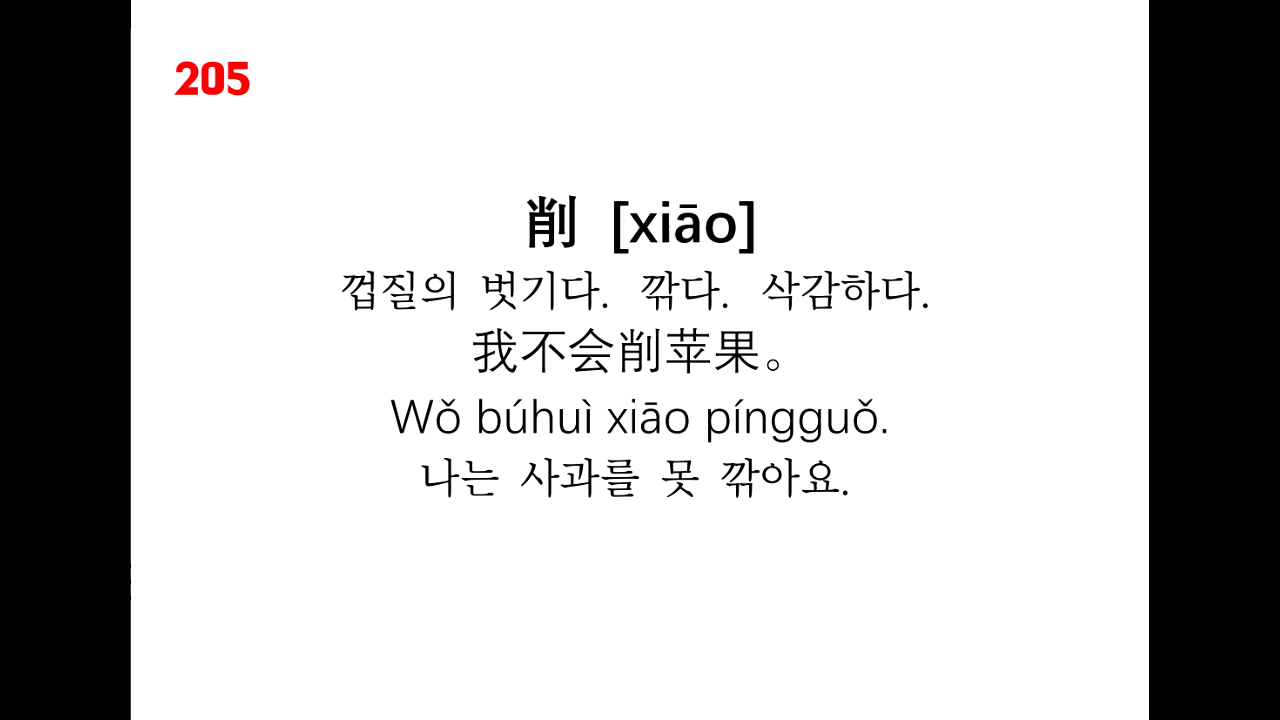 205
削 [xiāo]
껍질의 벗기다. 깎다. 삭감하다.
我不会削苹果。
Wǒ búhuì xiāo píngguǒ.
나는 사과를 못 깎아요.